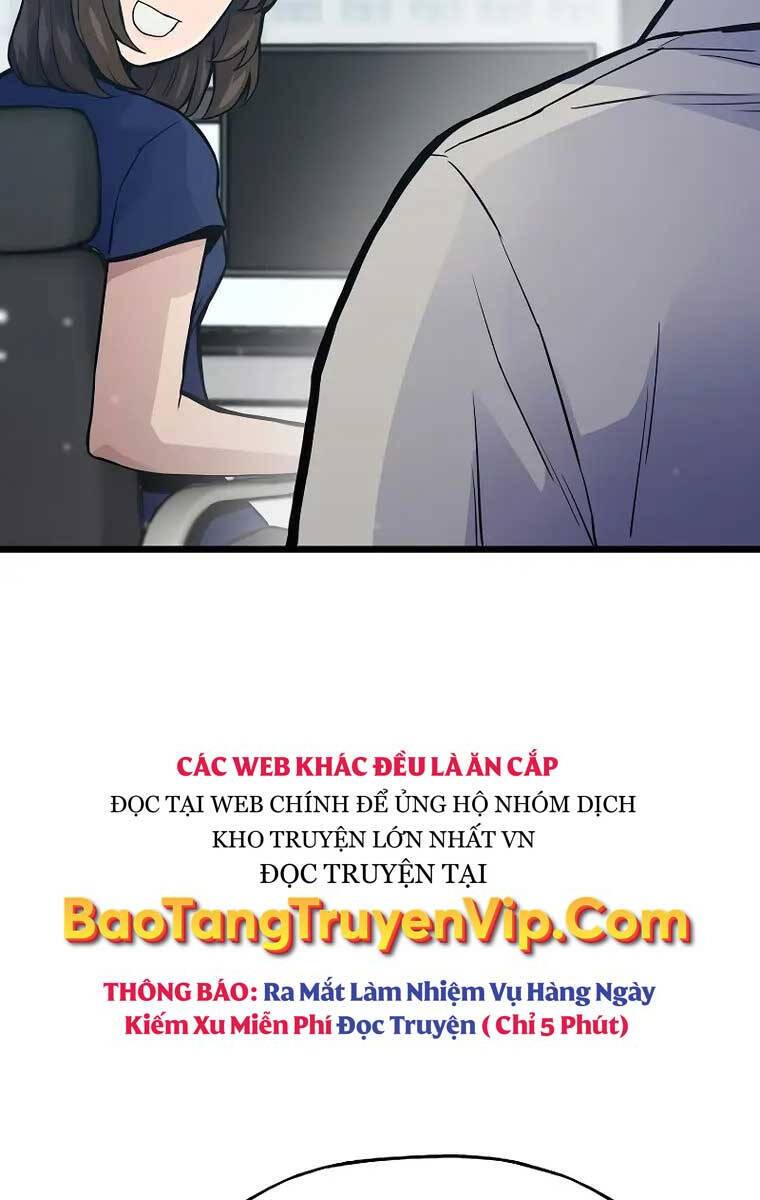 CÁC WEB KHÁC ĐỀU LÀ ĂN CẮP
ĐỌC TẠI WEB CHÍNH ĐỂ ỦNG HỘ NHÓM DỊCH
KHO TRUYỆN LỚN NHẤT VN
ĐỌC TRUYỆN TẠI
BaoTangTruyenVip.Com
THÔNG BÁO: Ra Mắt Làm Nhiệm Vụ Hàng Ngày
Kiếm Xu Miễn Phí Đọc Truyện ( Chỉ 5 Phút)